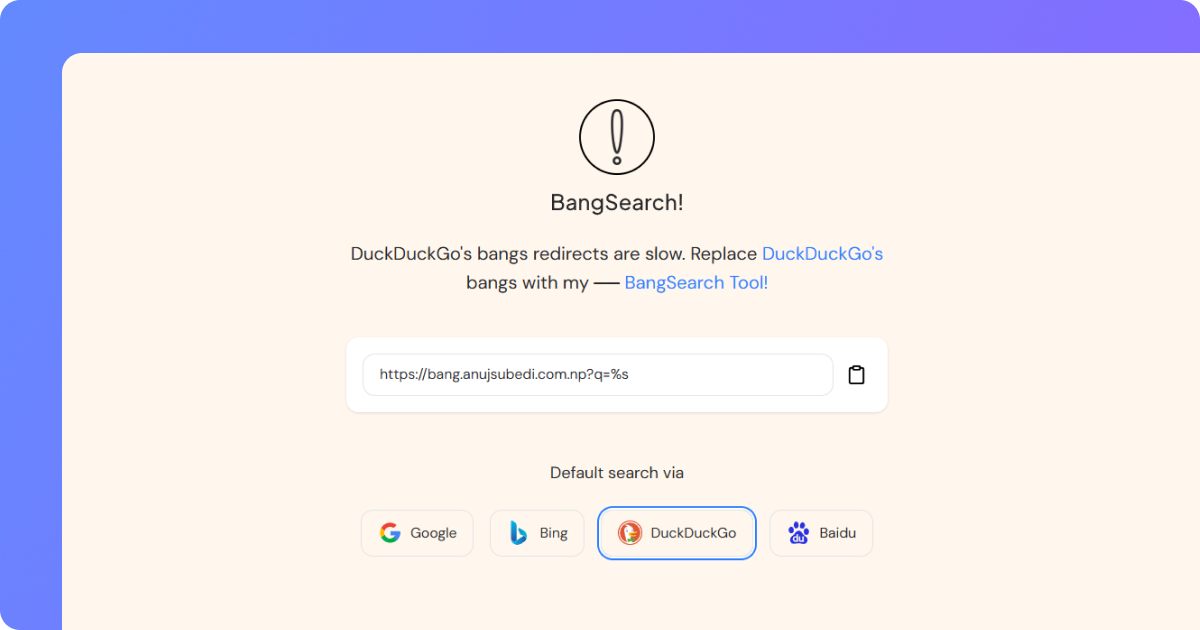 BangSearch!
DuckDuckGo's bangs redirects are slow. Replace DuckDuckGo's
bangs with my —— BangSearch Tool!
https://bang.anujsubedi.com.np?q=%s
Default search via
Google Bing DuckDuckGo du Baidu